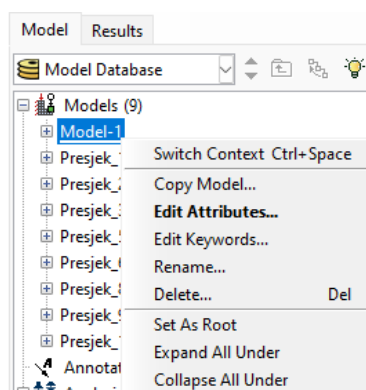 Model Results
Model Database
Models (9)
Model-1
Presjek_
Switch Context Ctrl+Space
Presjek_
Copy Model...
Presjek_
Edit Attributes...
Presjek_
Edit Keywords...
Presjek_
Rename...
Presjek_
Delete... Del
Presjek_
Set As Root
Presjek_
Expand All Under
Annotat
Collapse All Under